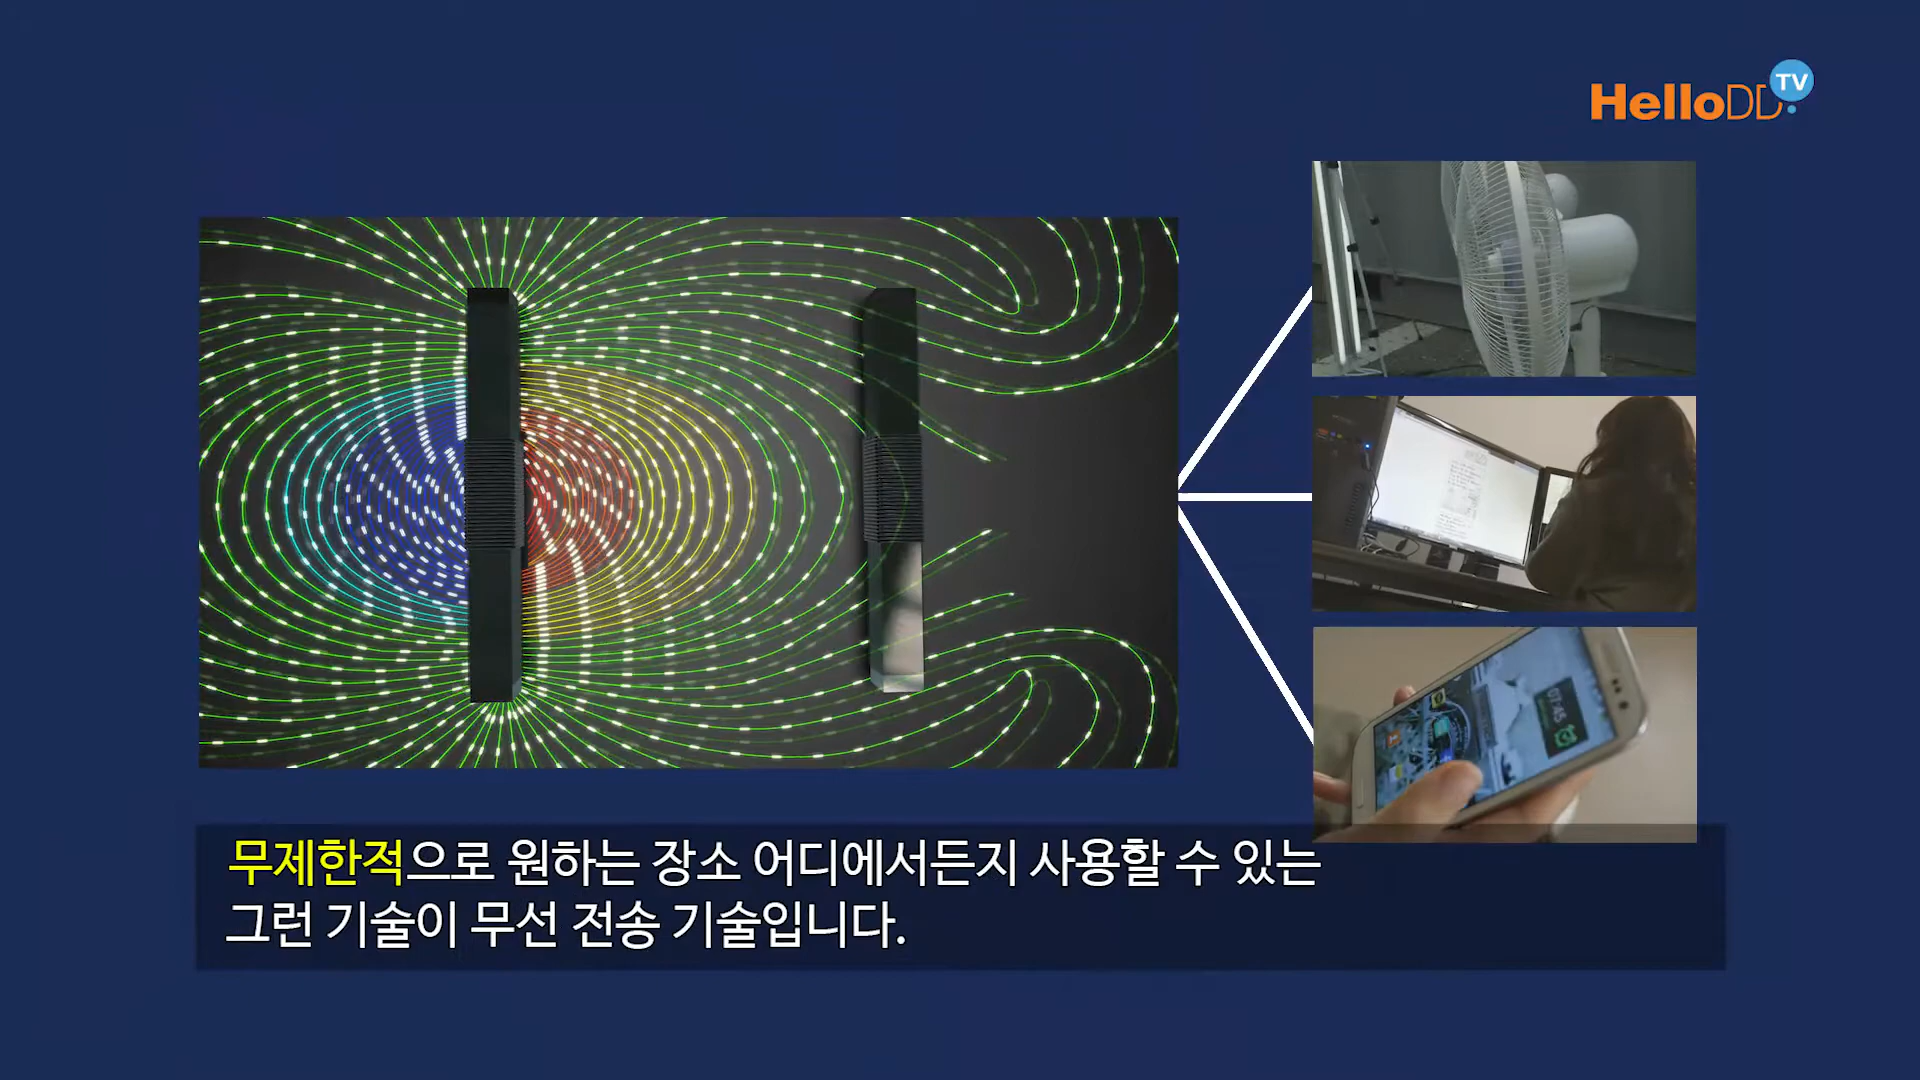 HelloDD TV
07:45
무제한적으로 원하는 장소 어디에서든지 사용할 수 있는
그런 기술이 무선 전송 기술입니다.